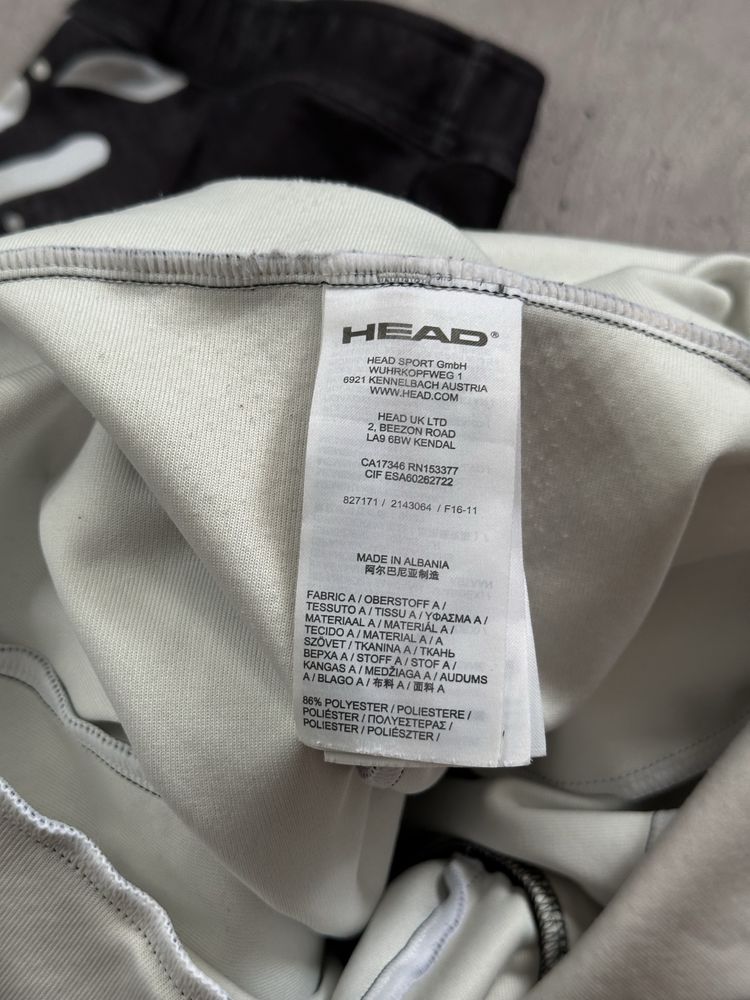 HEAD®
HEAD SPORT GmbH
WUHRKOPFWEG 1
6921 KENNELBACH AUSTRIA
WWW.HEAD.COM
HEAD UK LTD
2, BEEZON ROAD
LA9 6BW KENDAL
CA17346 RN153377
CIF ESA60262722
827171 / 2143064 / F16-11
MADE IN ALBANIA
阿尔巴尼亚制造
FABRIC A / OBERSTOFF A /
TESSUTO A / TISSU A / ΥΦΑΣΜΑ A /
MATERIAAL A / MATERIÁL A /
TECIDO A / MATERIAL A / A
SZÖVET / TKANINA A / ТКАНЬ
ВЕРХА A / STOFF A / STOF A /
KANGAS A / MEDŽIAGA A / AUDUMS
A / BLAGO A / 布料 A / 面料 A
86% POLYESTER / POLIESTERE /
POLIÉSTER / ΠΟΛΥΕΣΤΕΡΑΣ /
POLIESTER / POLIÉSZTER /